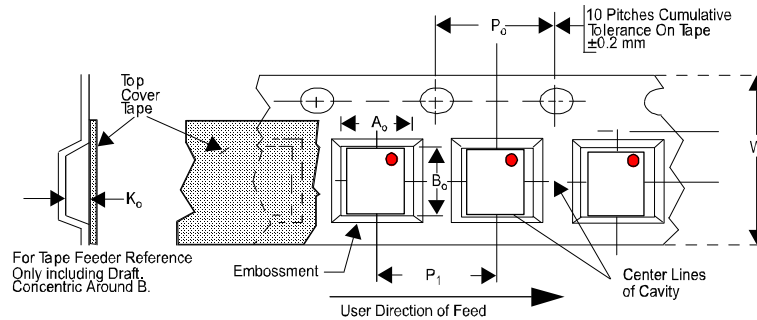 10 Pitches Cumulative
Tolerance On Tape
±0.2 mm
Po
Top
Cover
Tape
Ao
W
Bo
Ko
For Tape Feeder Reference
Only including Draft.
Concentric Around B.
Embossment
P1
Center Lines
of Cavity
User Direction of Feed